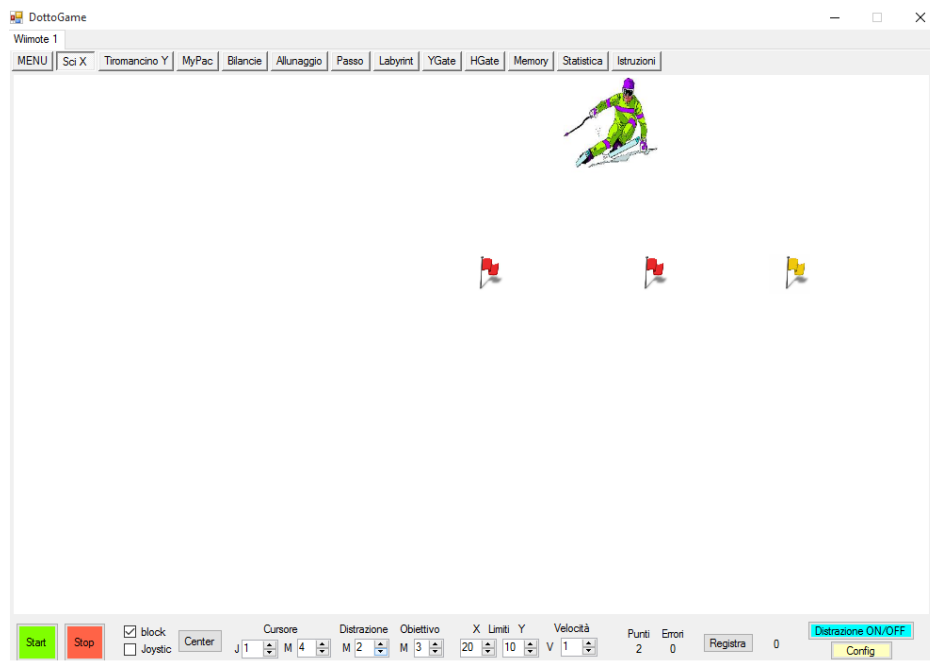 DottoGame
Wiimote 1
MENU Sci X Tiromancino Y MyPac Bilancie Allunaggio Passo Labyrint YGate HGate Memory Statistica Istruzioni
Cursore Distrazione Obiettivo X Limiti Y Velocità
Start Stop block Joystic Center J 1 M 4 M 2 M 3 20 10 V 1 Punti 2 Errori 0 Registra 0 Distrazione ON/OFF
Config